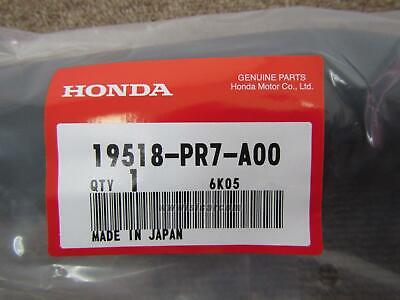 HONDA
GENUINE PARTS
Honda Motor Co., Ltd.
19518-PR7-A00
QTY 1 6K05
MADE IN JAPAN